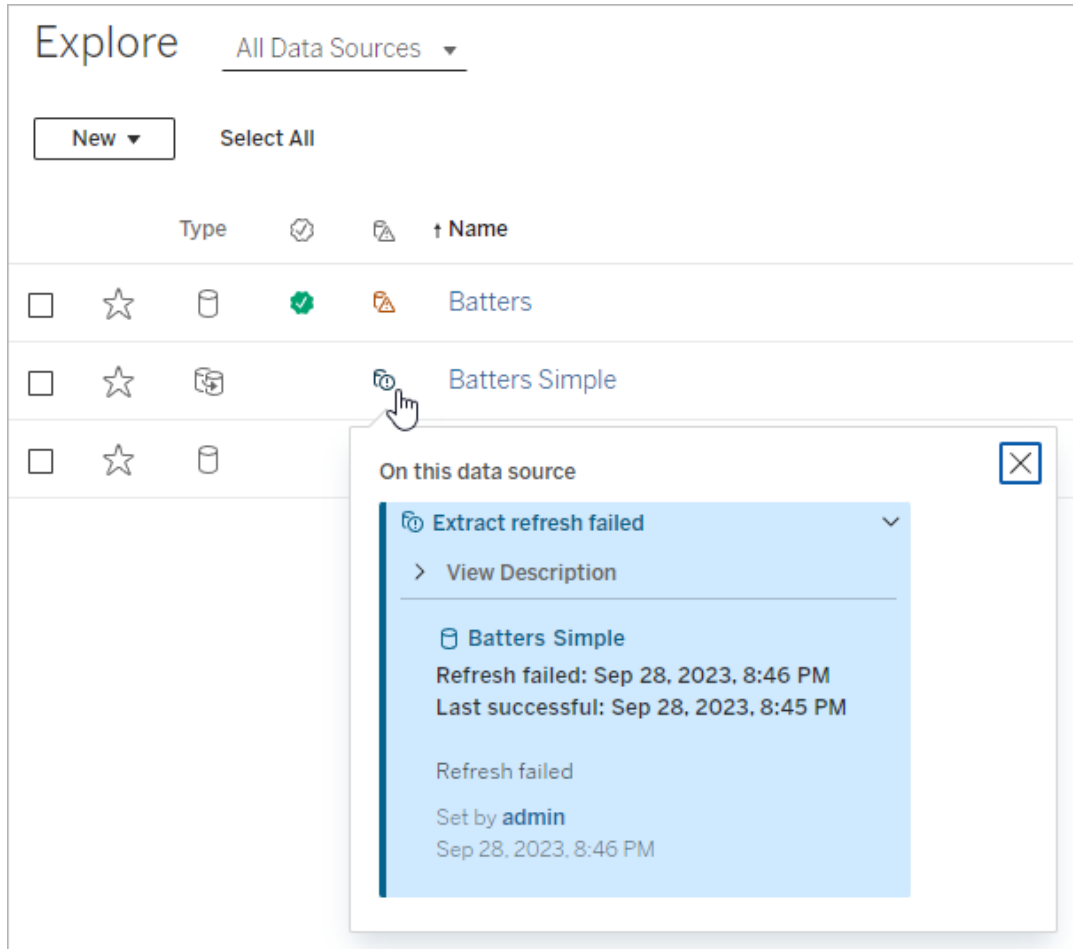 Explore All Data Sources
New Select All
Type Name
Batters
Batters Simple
On this data source
Extract refresh failed
View Description
Batters Simple
Refresh failed: Sep 28, 2023, 8:46 PM
Last successful: Sep 28, 2023, 8:45 PM
Refresh failed
Set by admin
Sep 28, 2023, 8:46 PM